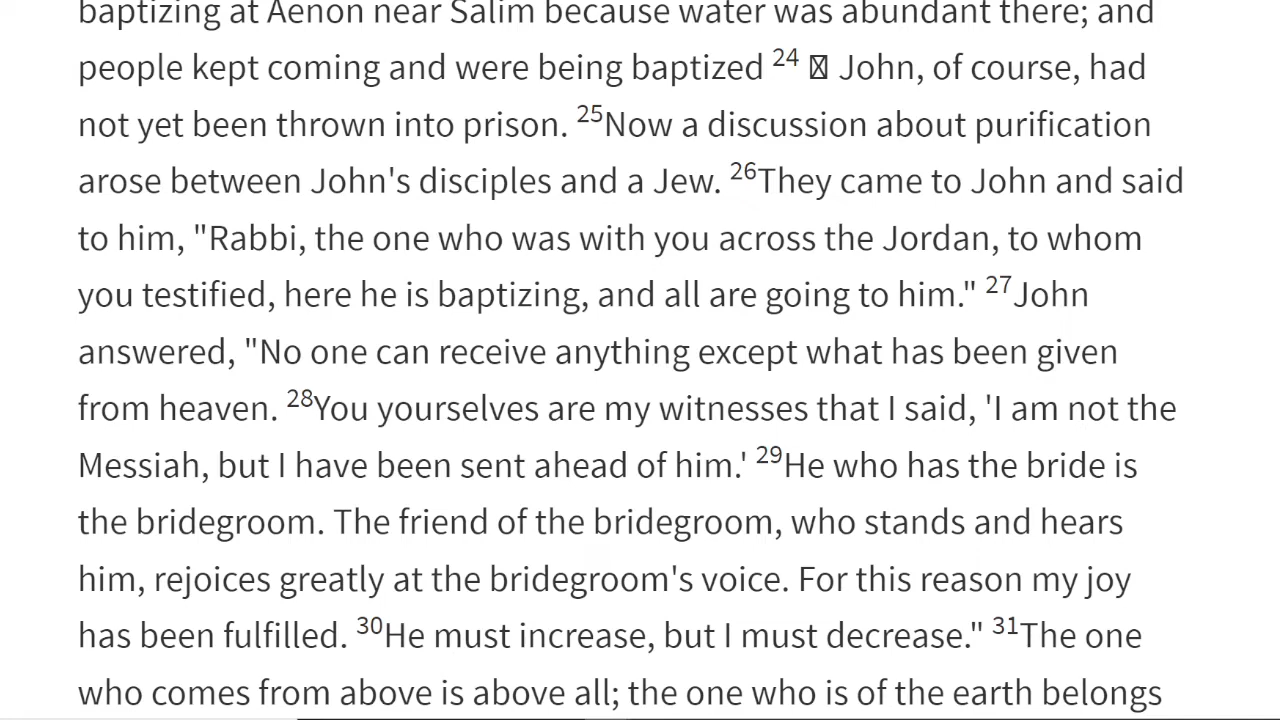 baptizing at Aenon near Salim because water was abundant there; and
people kept coming and were being baptized 24 John, of course, had
not yet been thrown into prison. 25Now a discussion about purification
arose between John's disciples and a Jew. 26They came to John and said
to him, "Rabbi, the one who was with you across the Jordan, to whom
you testified, here he is baptizing, and all are going to him." 27John
answered, "No one can receive anything except what has been given
from heaven. 28You yourselves are my witnesses that I said, 'I am not the
Messiah, but I have been sent ahead of him.' 29He who has the bride is
the bridegroom. The friend of the bridegroom, who stands and hears
him, rejoices greatly at the bridegroom's voice. For this reason my joy
has been fulfilled. 30He must increase, but I must decrease." 31The one
who comes from above is above all; the one who is of the earth belongs